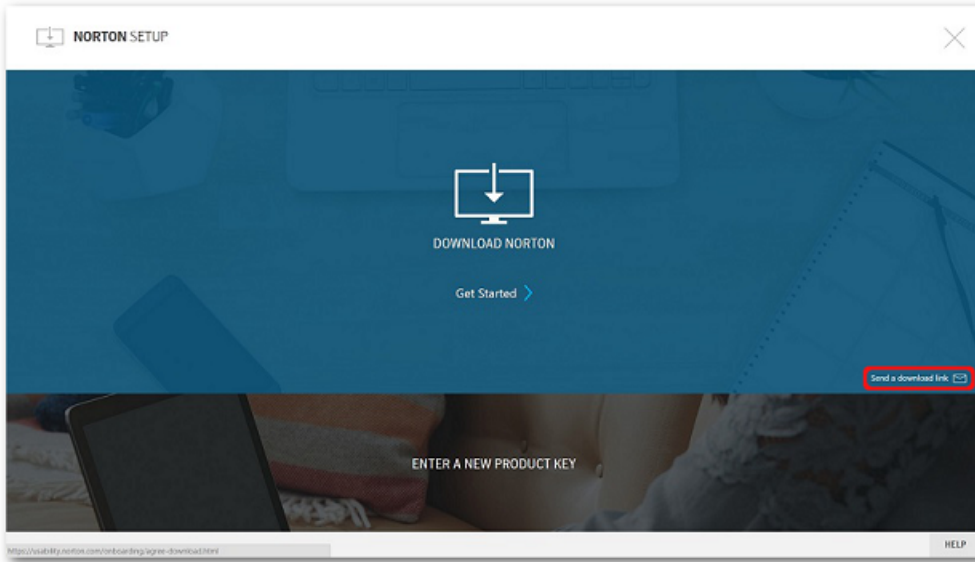 NORTON SETUP
DOWNLOAD NORTON
Get Started
Send a download link
ENTER A NEW PRODUCT KEY
https://usability.norton.com/onboarding/agree-download.html
HELP